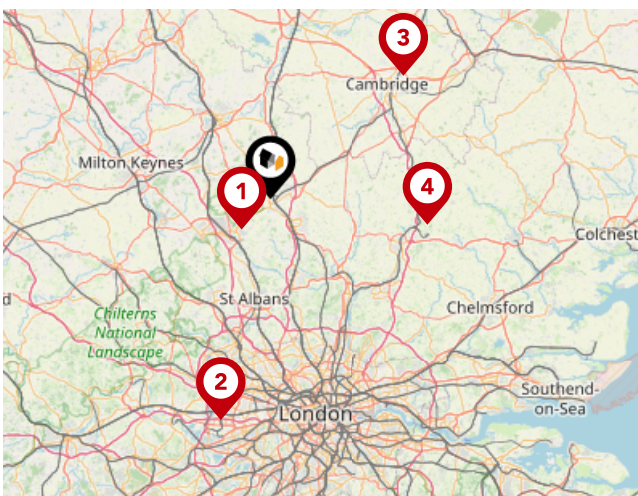 3
Cambridge
Milton Keynes
1
4
Colchest
d
St Albans
Chelmsford
Chilterns
National
Landscape
2
Southend-
on-Sea
London